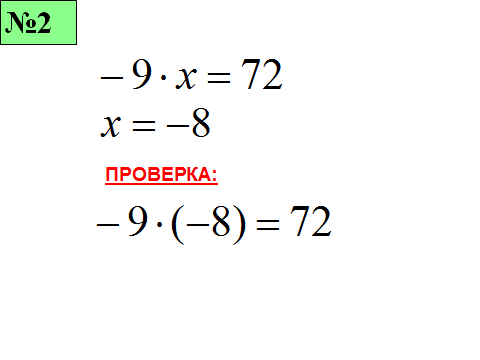 №2
− 9 · x = 72
x = −8
ПРОВЕРКА:
− 9 · (−8) = 72